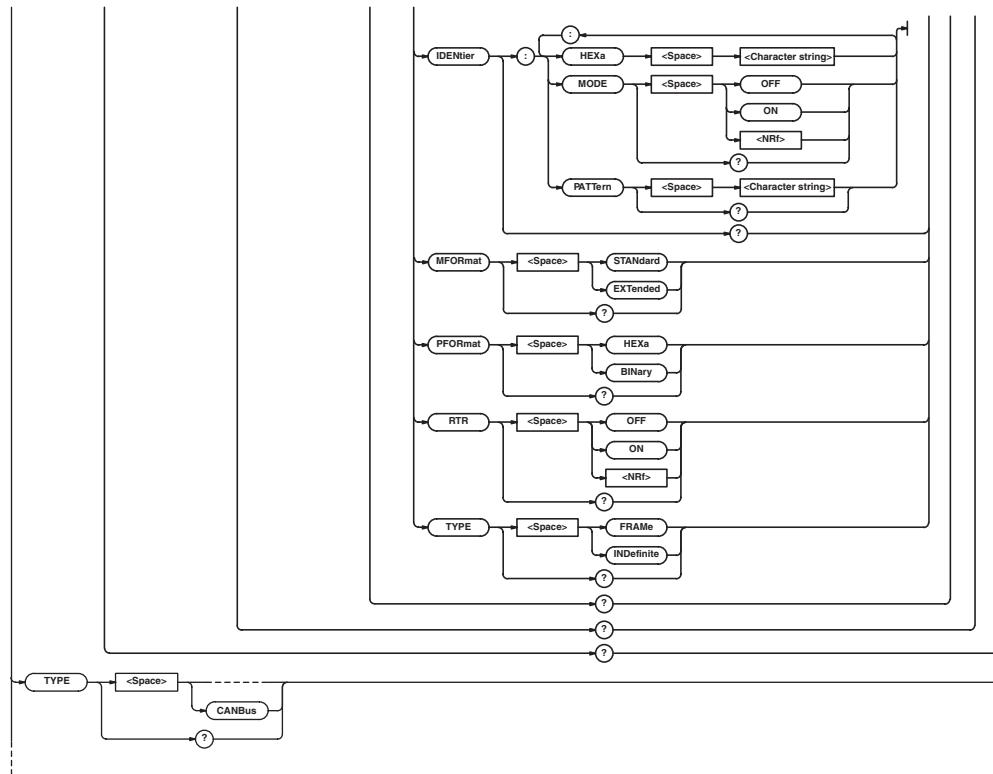 :
IDENtier : HEXa <Space> <Character string>
MODE <Space> OFF
ON
<NRf>
?
PATTern <Space> <Character string>
?
?
MFORmat <Space> STANdard
EXTended
?
PFORmat <Space> HEXa
BINary
?
RTR <Space> OFF
ON
<NRf>
?
TYPE <Space> FRAMe
INDefinite
?
?
?
?
TYPE <Space>
CANBus
?